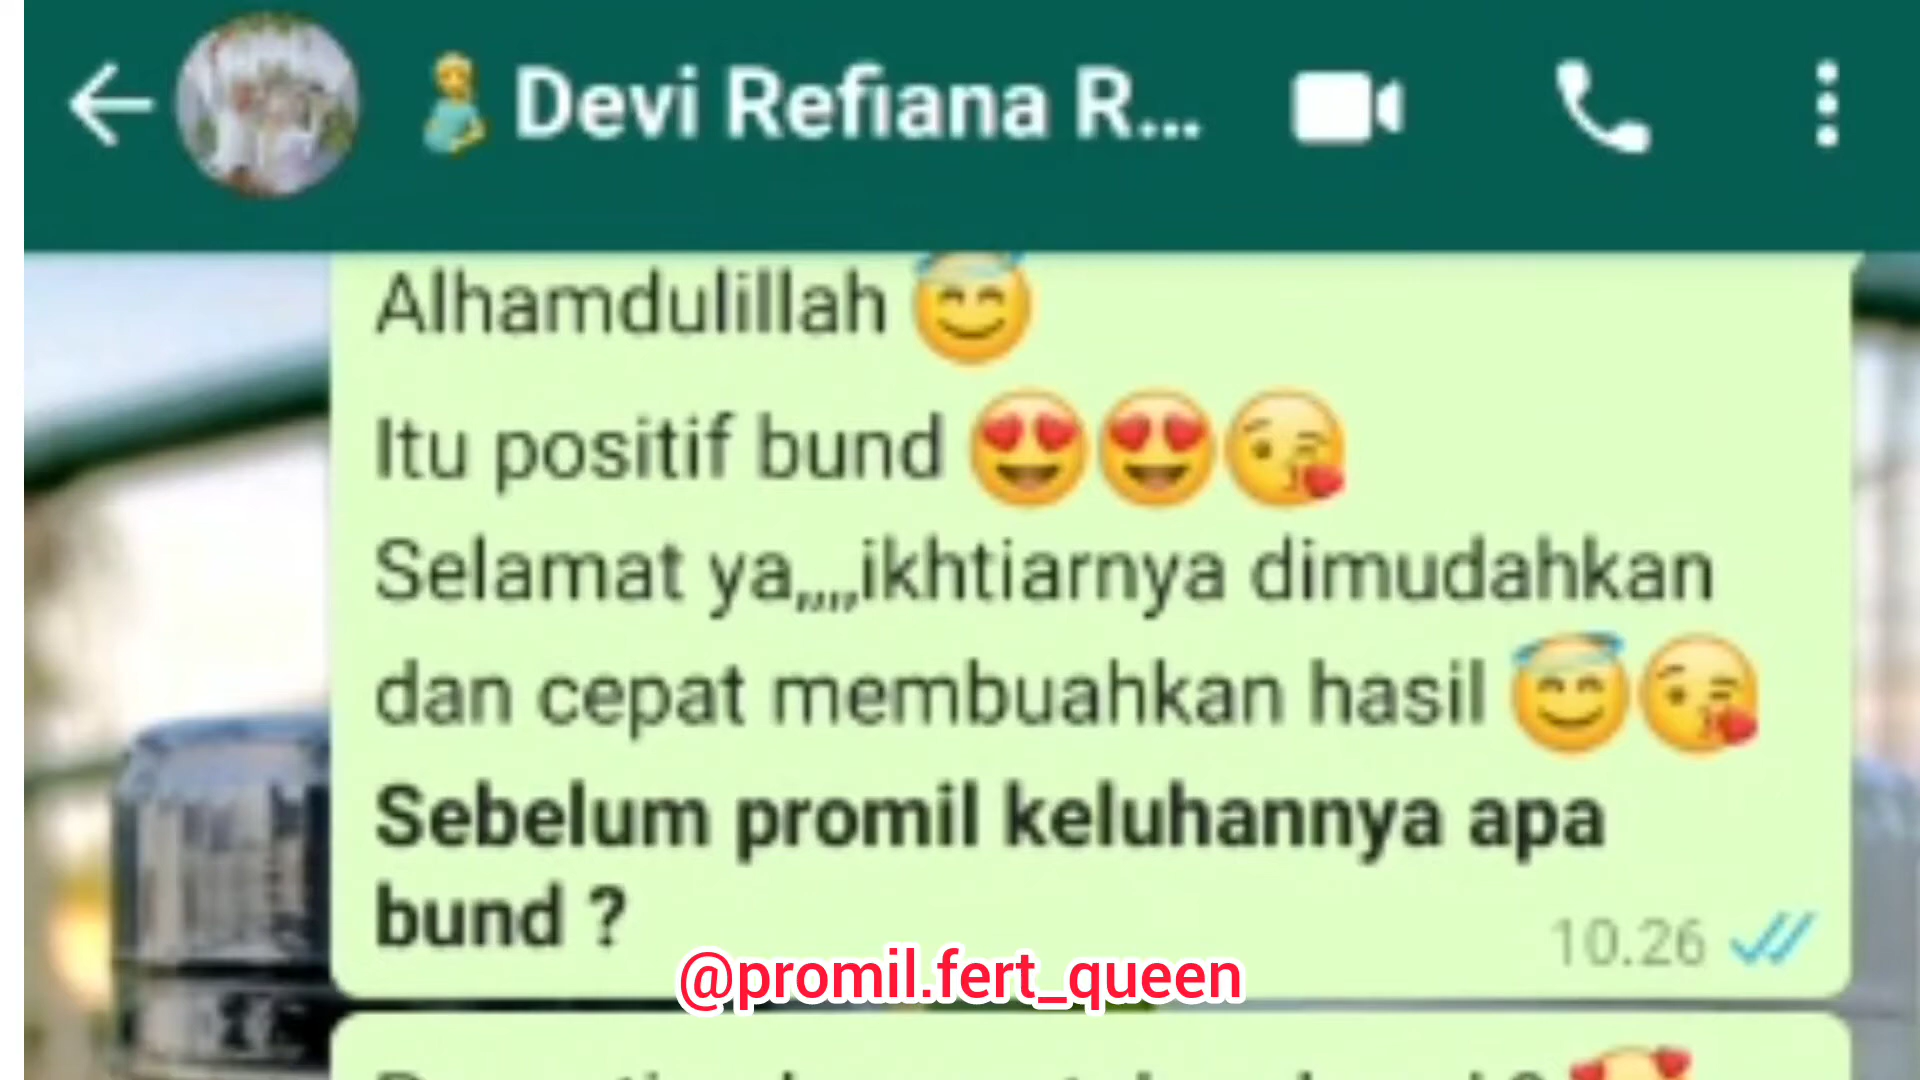 Devi Refiana R...
Alhamdulillah 😇
Itu positif bund 😍😍😘
Selamat ya,,,,ikhtiarnya dimudahkan
dan cepat membuahkan hasil 😇😘
Sebelum promil keluhannya apa
bund ?
10.26
@promil.fert_queen